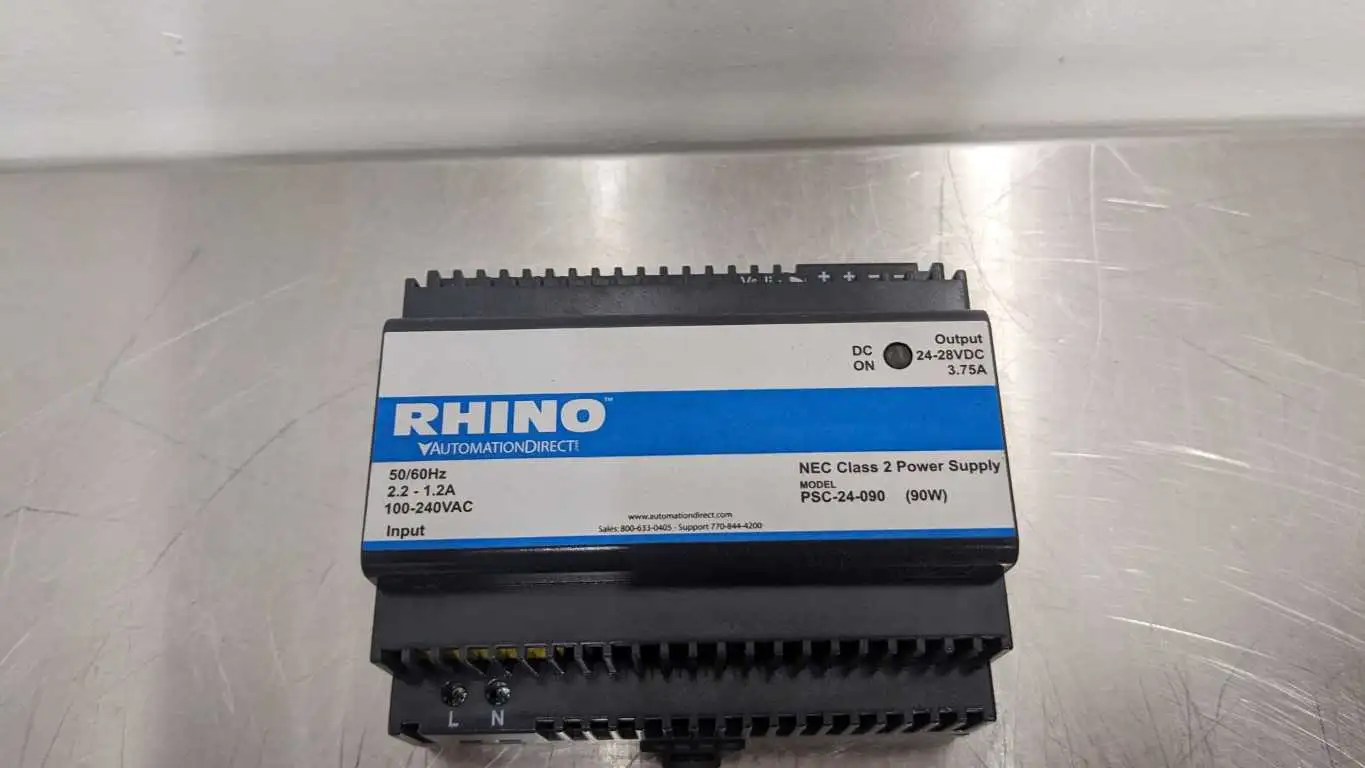 + + - -
DC ON
Output
24-28VDC
3.75A
RHINO™
AUTOMATIONDIRECT
50/60Hz
2.2 - 1.2A
100-240VAC
Input
NEC Class 2 Power Supply
MODEL
PSC-24-090 (90W)
www.automationdirect.com
Sales: 800-633-0405 - Support 770-844-4200
L N